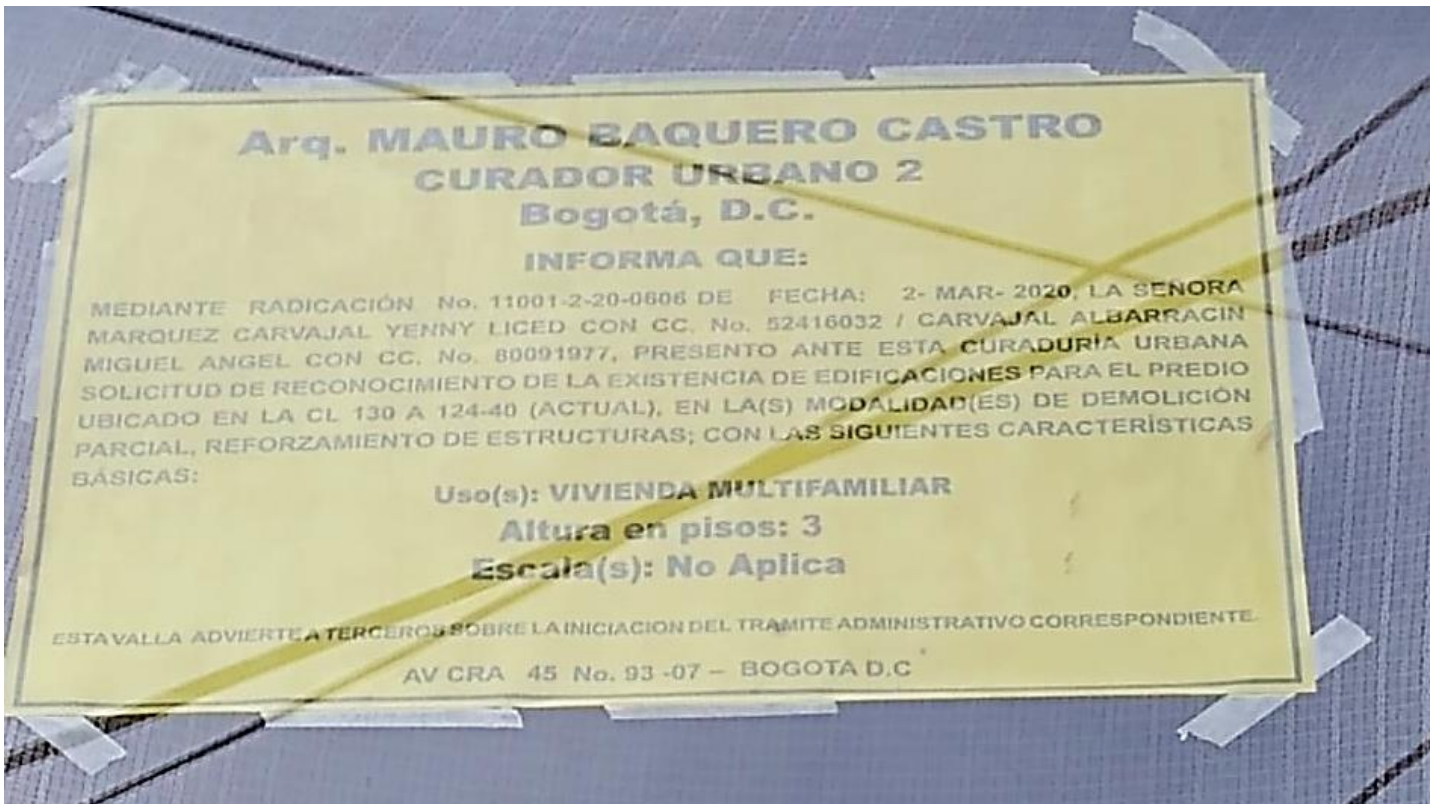 Arq. MAURO BAQUERO CASTRO
CURADOR URBANO 2
Bogotá, D.C.
INFORMA QUE:
MEDIANTE RADICACIÓN No. 11001-2-20-0606 DE FECHA: 2- MAR- 2020, LA SEÑORA
MARQUEZ CARVAJAL YENNY LICED CON CC. No. 52416032 / CARVAJAL ALBARRACIN
MIGUEL ANGEL CON CC. No. 80091977, PRESENTO ANTE ESTA CURADURÍA URBANA
SOLICITUD DE RECONOCIMIENTO DE LA EXISTENCIA DE EDIFICACIONES PARA EL PREDIO
UBICADO EN LA CL 130 A 124-40 (ACTUAL), EN LA(S) MODALIDAD(ES) DE DEMOLICIÓN
PARCIAL, REFORZAMIENTO DE ESTRUCTURAS; CON LAS SIGUIENTES CARACTERÍSTICAS
BÁSICAS:
Uso(s): VIVIENDA MULTIFAMILIAR
Altura en pisos: 3
Escala(s): No Aplica
ESTA VALLA ADVIERTE A TERCEROS SOBRE LA INICIACION DEL TRAMITE ADMINISTRATIVO CORRESPONDIENTE.
AV CRA 45 No. 93 -07 – BOGOTA D.C